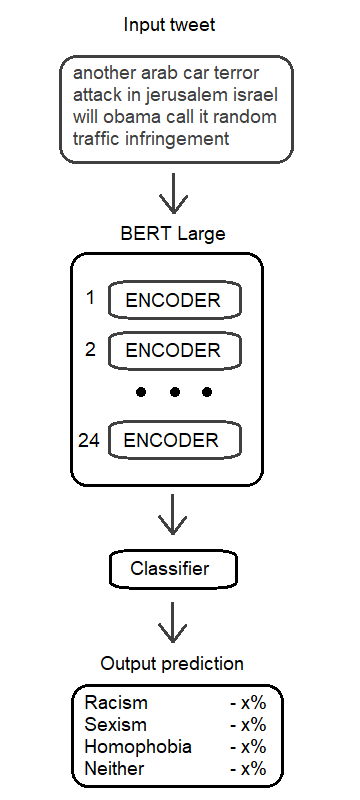 Input tweet
another arab car terror
attack in jerusalem israel
will obama call it random
traffic infringement
BERT Large
1 ENCODER
2 ENCODER
• • •
24 ENCODER
Classifier
Output prediction
Racism - x%
Sexism - x%
Homophobia - x%
Neither - x%